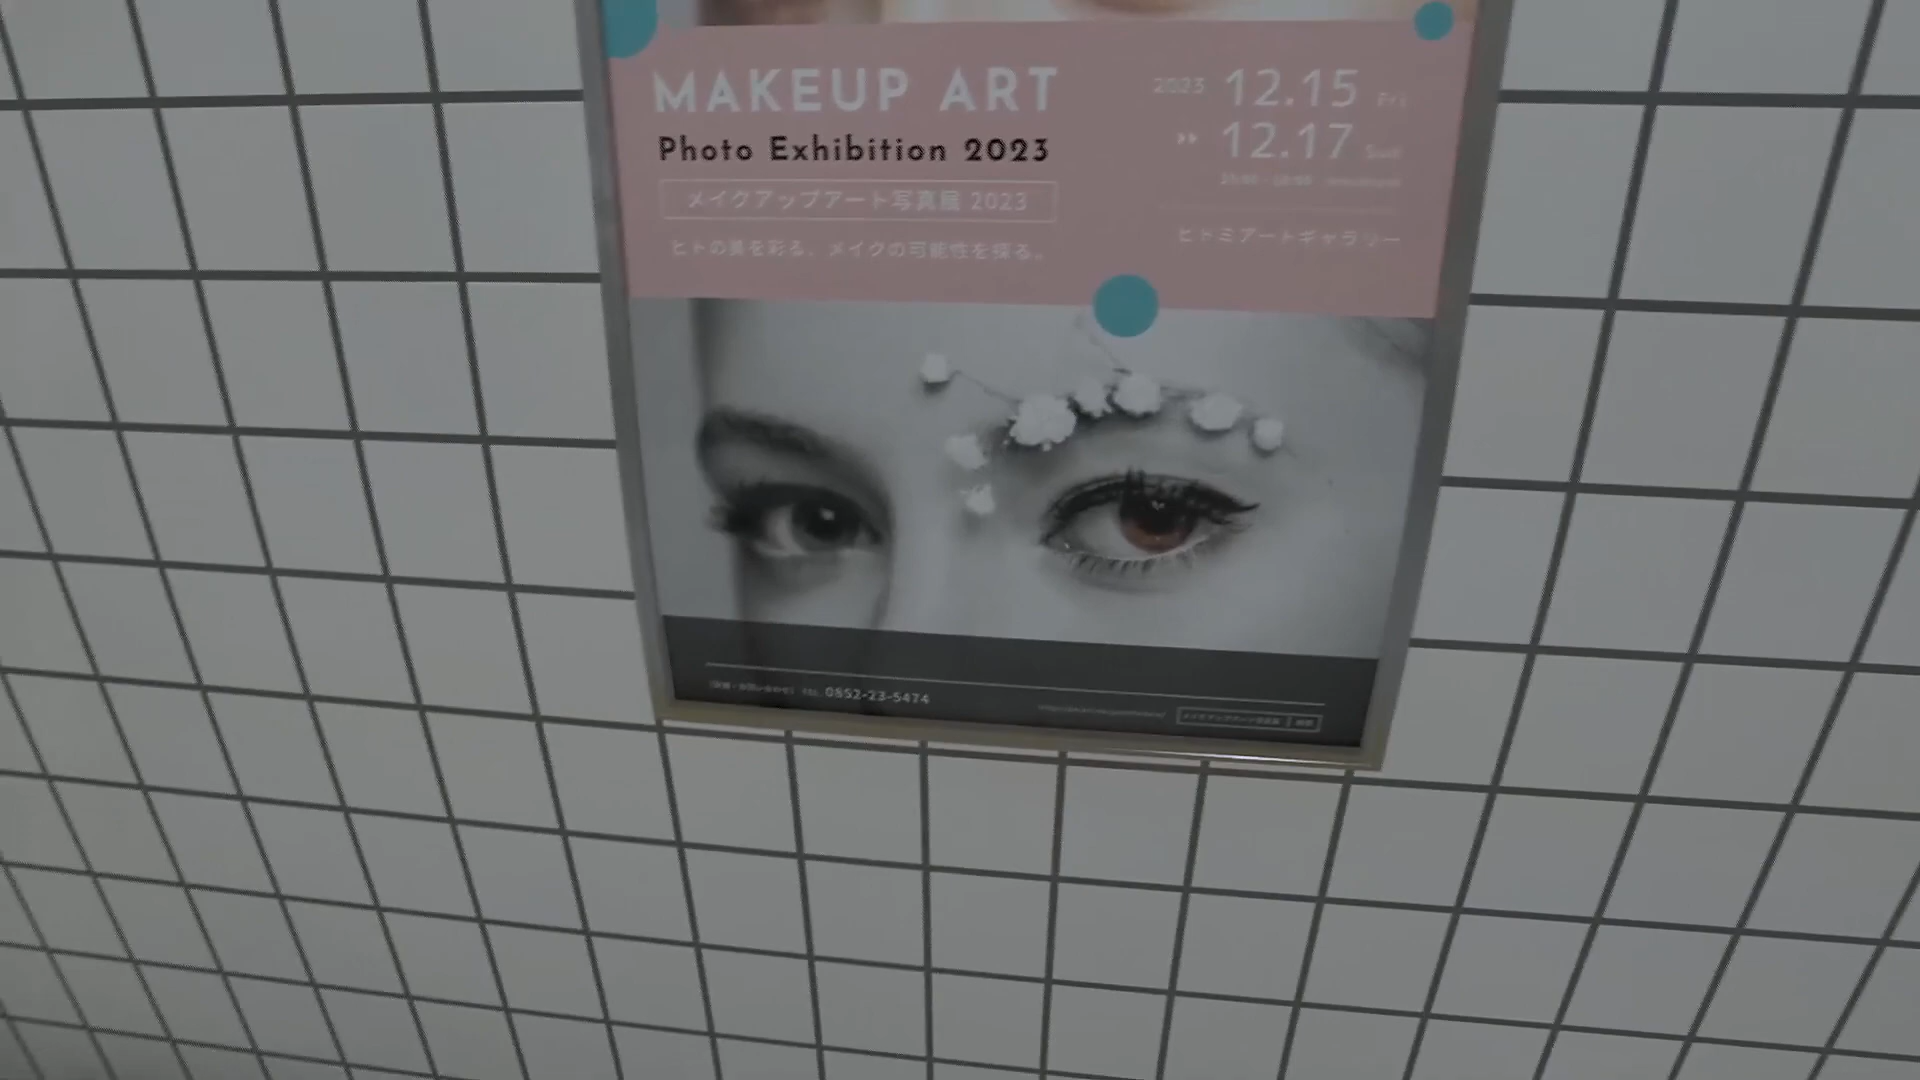 MAKEUP ART
Photo Exhibition 2023
メイクアップアート写真展 2023
ヒトの美を彩る、メイクの可能性を探る。
2023 12.15 Fri
12.17 Sun
ヒトミアートギャラリー
TEL 0852-23-5474